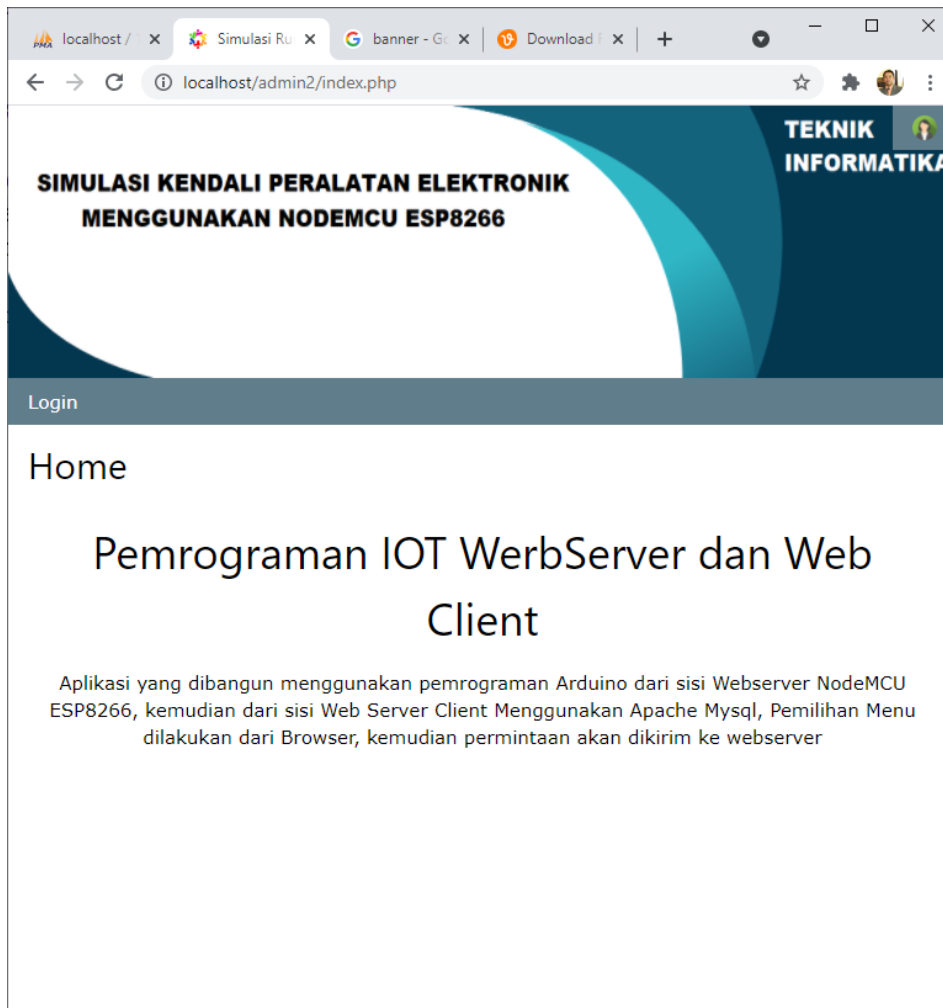 localhost /
Simulasi Ru
banner - Go
Download F
localhost/admin2/index.php
TEKNIK
INFORMATIKA
SIMULASI KENDALI PERALATAN ELEKTRONIK
MENGGUNAKAN NODEMCU ESP8266
Login
Home
Pemrograman IOT WerbServer dan Web
Client
Aplikasi yang dibangun menggunakan pemrograman Arduino dari sisi Webserver NodeMCU
ESP8266, kemudian dari sisi Web Server Client Menggunakan Apache Mysql, Pemilihan Menu
dilakukan dari Browser, kemudian permintaan akan dikirim ke webserver